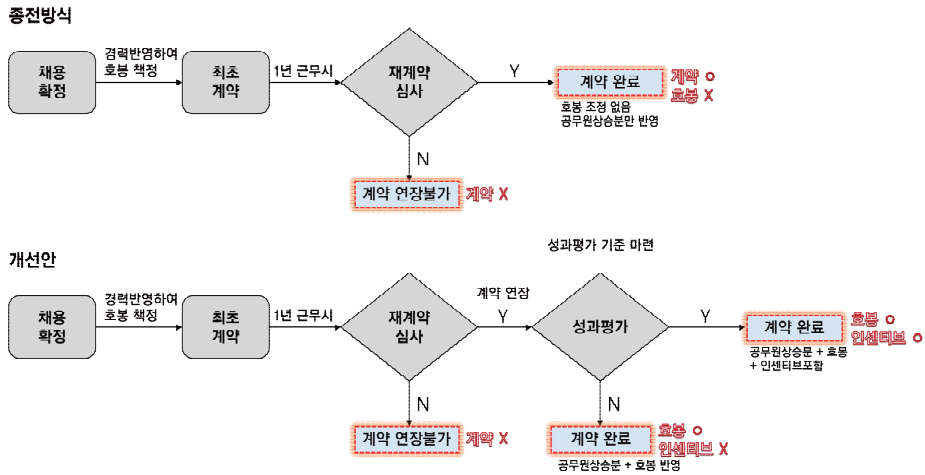 종전방식
채용
확정
경력반영하여
호봉 책정
최초
계약
1년 근무시
재계약
심사
Y
계약 완료
계약 o
호봉 X
호봉 조정 없음
공무원상승분만 반영
N
계약 연장불가
계약 X
개선안
성과평가 기준 마련
채용
확정
경력반영하여
호봉 책정
최초
계약
1년 근무시
재계약
심사
계약 연장
Y
성과평가
Y
계약 완료
호봉 o
인센티브 o
공무원상승분 + 호봉
+ 인센티브포함
N
계약 연장불가
계약 X
N
계약 완료
호봉 o
인센티브 X
공무원상승분 + 호봉 반영